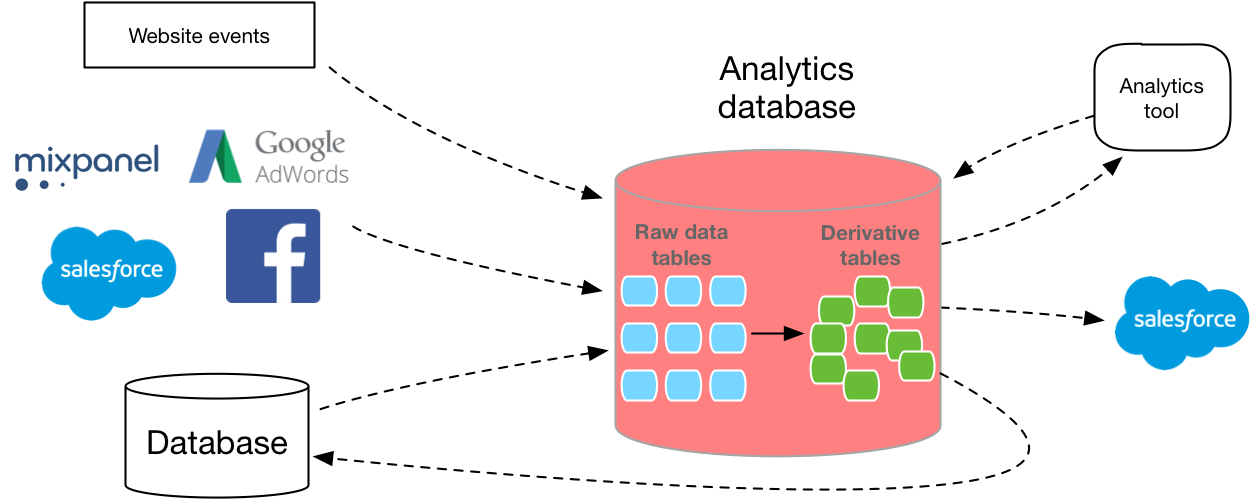 Website events
mixpanel
Google
AdWords
salesforce
f
Database
Analytics
database
Raw data
tables
Derivative
tables
Analytics
tool
salesforce